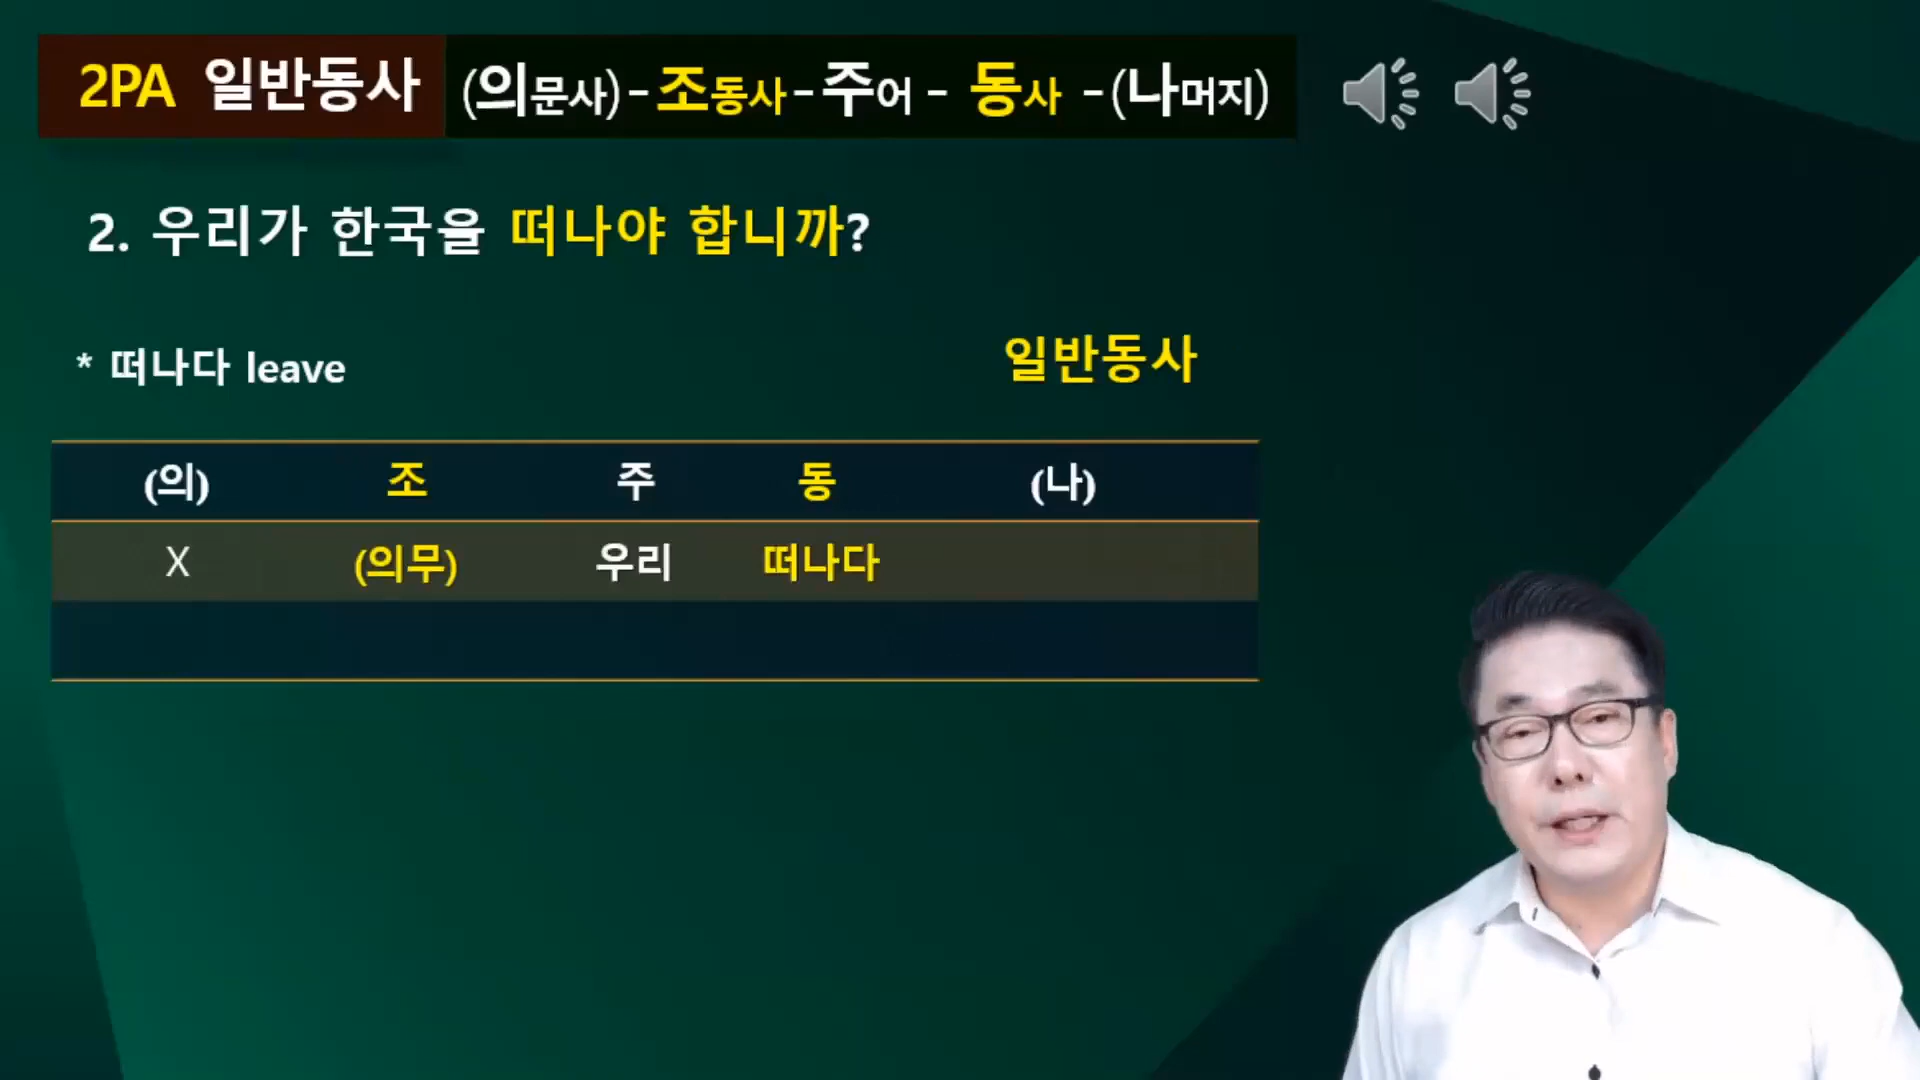 2PA 일반동사 (의문사)-조동사-주어 - 동사 -(나머지)
2. 우리가 한국을 떠나야 합니까?
* 떠나다 leave
일반동사
(의) 조 주 동 (나)
X (의무) 우리 떠나다